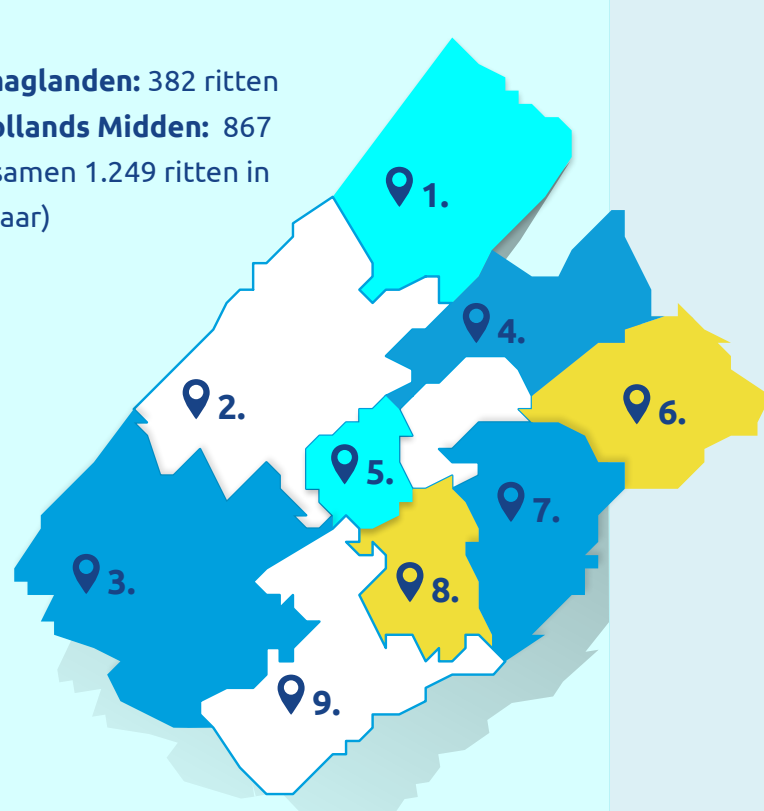 aaglanden: 382 ritten
ollands Midden: 867
samen 1.249 ritten in
aar)
1.
2.
3.
4.
5.
6.
7.
8.
9.